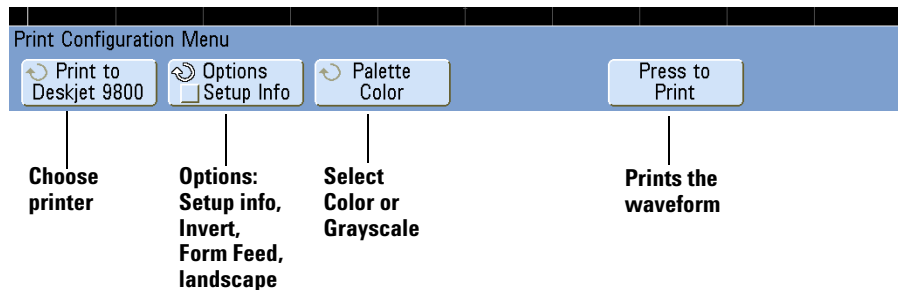 Print Configuration Menu
Print to
Deskjet 9800
Options
Setup Info
Palette
Color
Press to
Print
Choose
printer
Options:
Setup info,
Invert,
Form Feed,
landscape
Select
Color or
Grayscale
Prints the
waveform